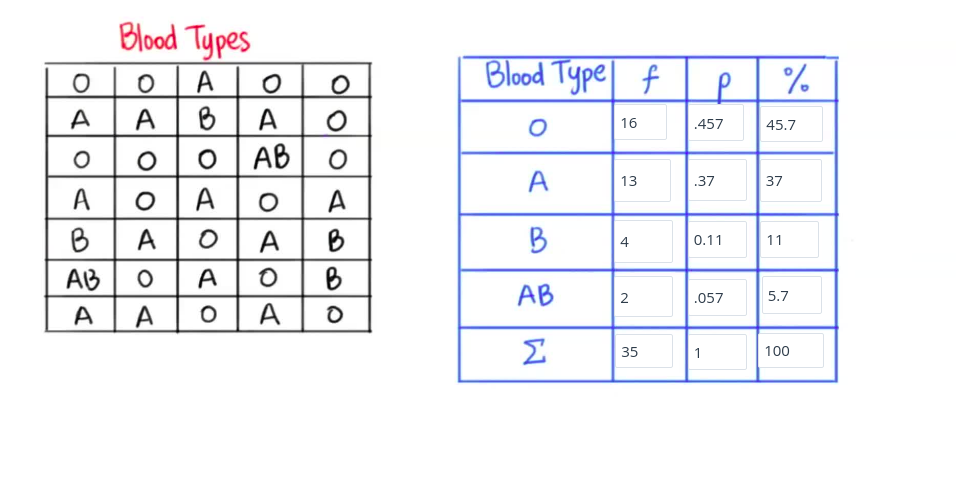 Blood Types
O O A O O
A A B A O
O O O AB O
A O A O A
B A O A B
AB O A O B
A A O A O
Blood Type f p %
O 16 .457 45.7
A 13 .37 37
B 4 0.11 11
AB 2 .057 5.7
Σ 35 1 100